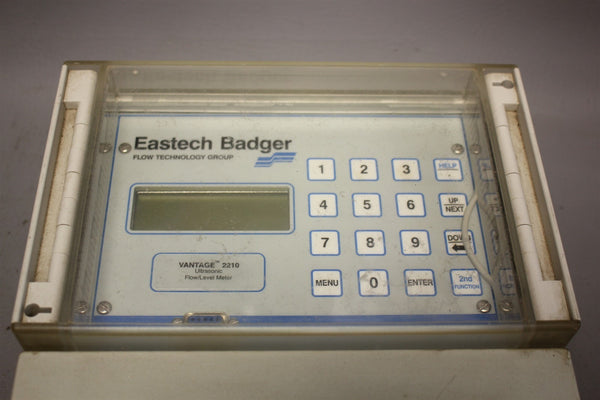 Eastech Badger
FLOW TECHNOLOGY GROUP
1 2 3 HELP
4 5 6 UP
NEXT
7 8 9 DOWN
VANTAGE™ 2210
Ultrasonic
Flow/Level Meter
MENU 0 ENTER 2nd
FUNCTION